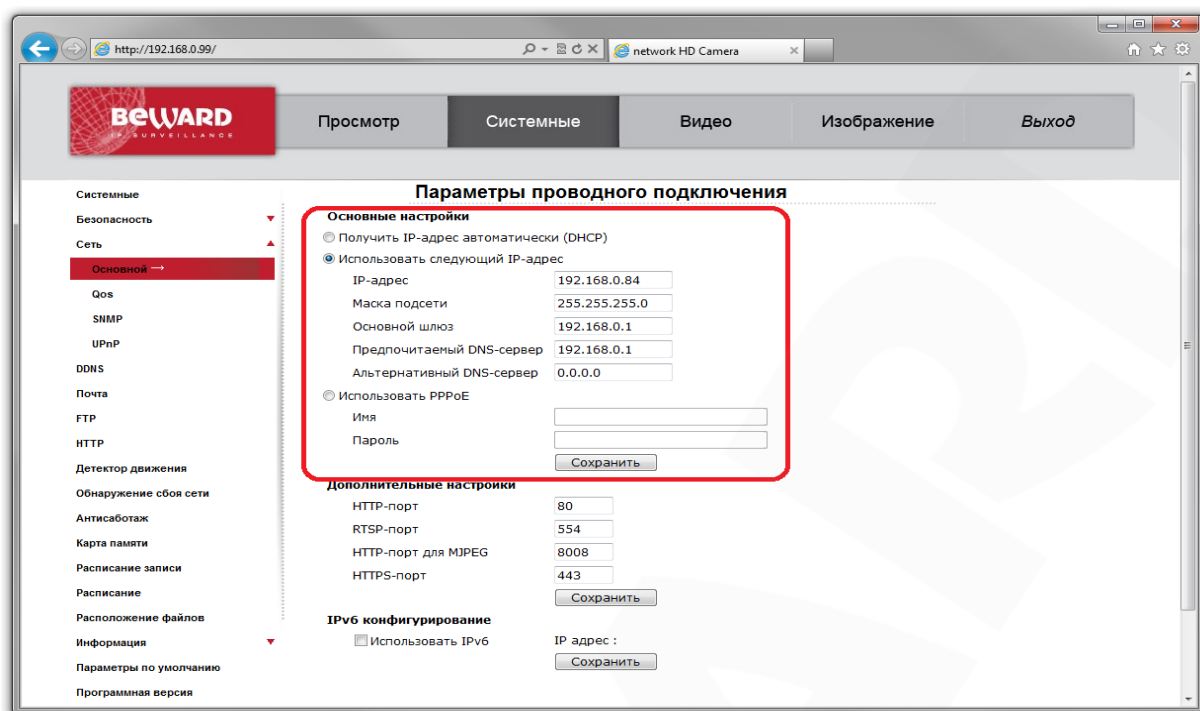 http://192.168.0.99/
network HD Camera
BEWARD
IP SURVEILLANCE
Просмотр
Системные
Видео
Изображение
Выход
Системные
Безопасность
Сеть
Основной →
Qos
SNMP
UPnP
DDNS
Почта
FTP
HTTP
Детектор движения
Обнаружение сбоя сети
Антисаботаж
Карта памяти
Расписание записи
Расписание
Расположение файлов
Информация
Параметры по умолчанию
Программная версия
Параметры проводного подключения
Основные настройки
Получить IP-адрес автоматически (DHCP)
Использовать следующий IP-адрес
IP-адрес 192.168.0.84
Маска подсети 255.255.255.0
Основной шлюз 192.168.0.1
Предпочитаемый DNS-сервер 192.168.0.1
Альтернативный DNS-сервер 0.0.0.0
Использовать PPPoE
Имя
Пароль
Сохранить
Дополнительные настройки
HTTP-порт 80
RTSP-порт 554
HTTP-порт для MJPEG 8008
HTTPS-порт 443
Сохранить
IPv6 конфигурирование
Использовать IPv6 IP адрес :
Сохранить